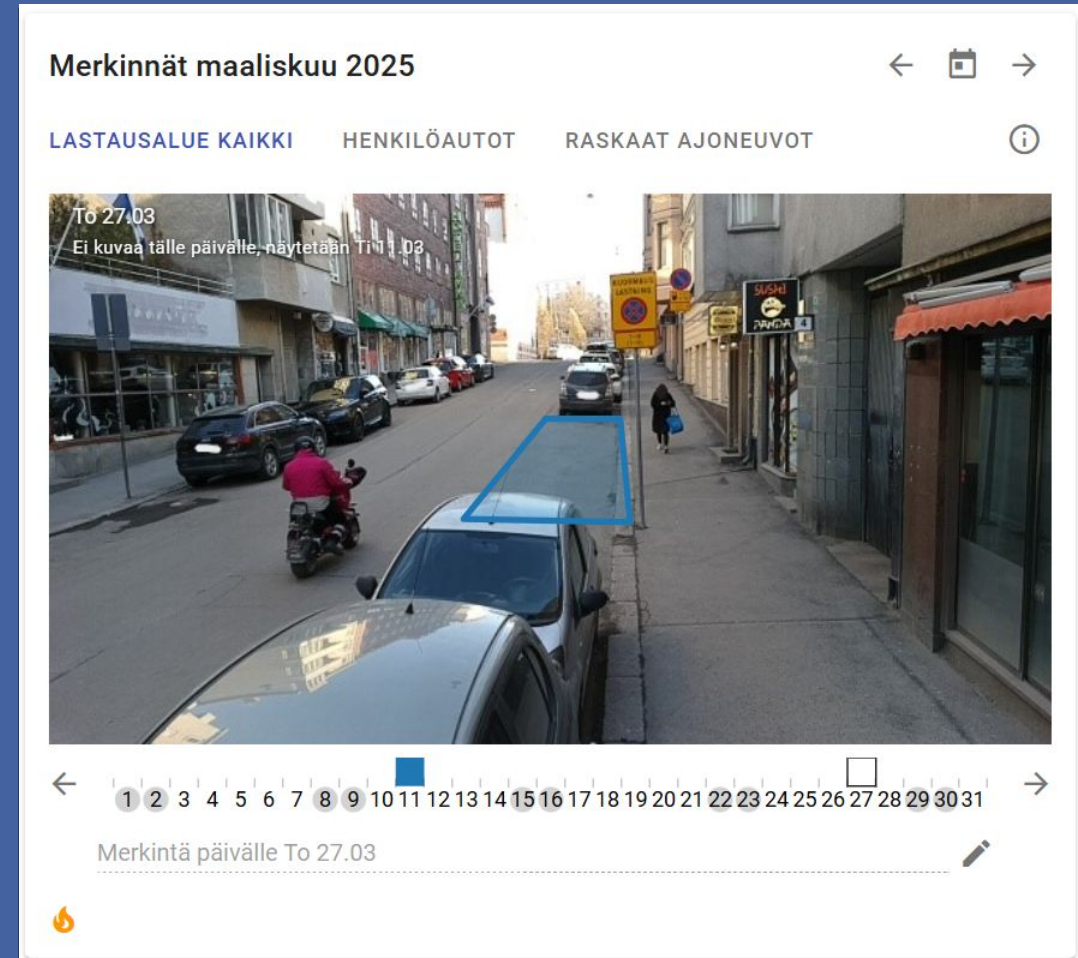 Merkinnät maaliskuu 2025
LASTAUSALUE KAIKKI HENKILÖAUTOT RASKAAT AJONEUVOT
To 27.03
Ei kuvaa tälle päivälle, näytetään Ti 11.03
KUORMAUS
LASTNING
SUSHI
PANDA
4
1 2 3 4 5 6 7 8 9 10 11 12 13 14 15 16 17 18 19 20 21 22 23 24 25 26 27 28 29 30 31
Merkintä päivälle To 27.03